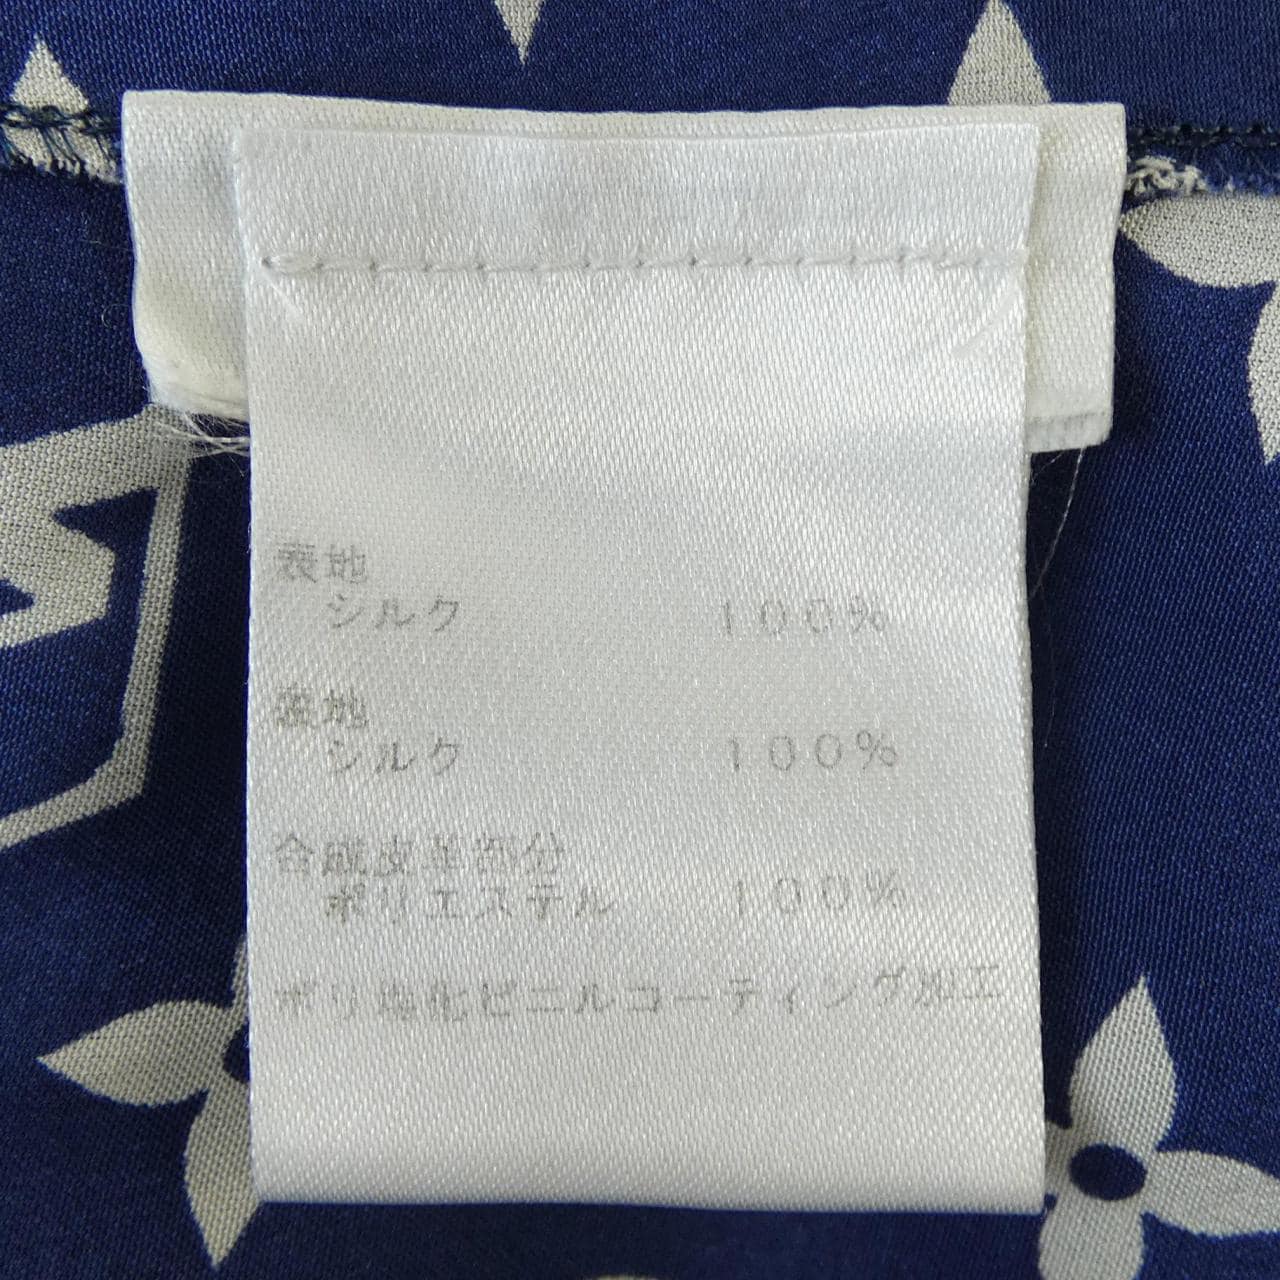 表地
シルク 100%
表地
シルク 100%
合成皮革部分
ポリエステル 100%
ポリ塩化ビニルコーティング加工